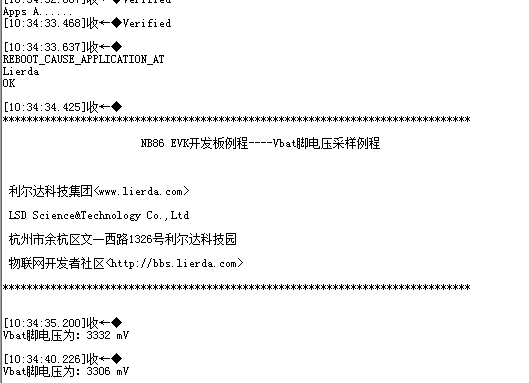 [10:34:32.887]收←◆Verified
Apps A......
[10:34:33.468]收←◆Verified
[10:34:33.637]收←◆
REBOOT_CAUSE_APPLICATION_AT
Lierda
OK
[10:34:34.425]收←◆
******************************************************************************
NB86 EVK开发板例程----Vbat脚电压采样例程
利尔达科技集团<www.lierda.com>
LSD Science&Technology Co.,Ltd
杭州市余杭区文一西路1326号利尔达科技园
物联网开发者社区<http://bbs.lierda.com>
******************************************************************************
[10:34:35.200]收←◆
Vbat脚电压为: 3332 mV
[10:34:40.226]收←◆
Vbat脚电压为: 3306 mV